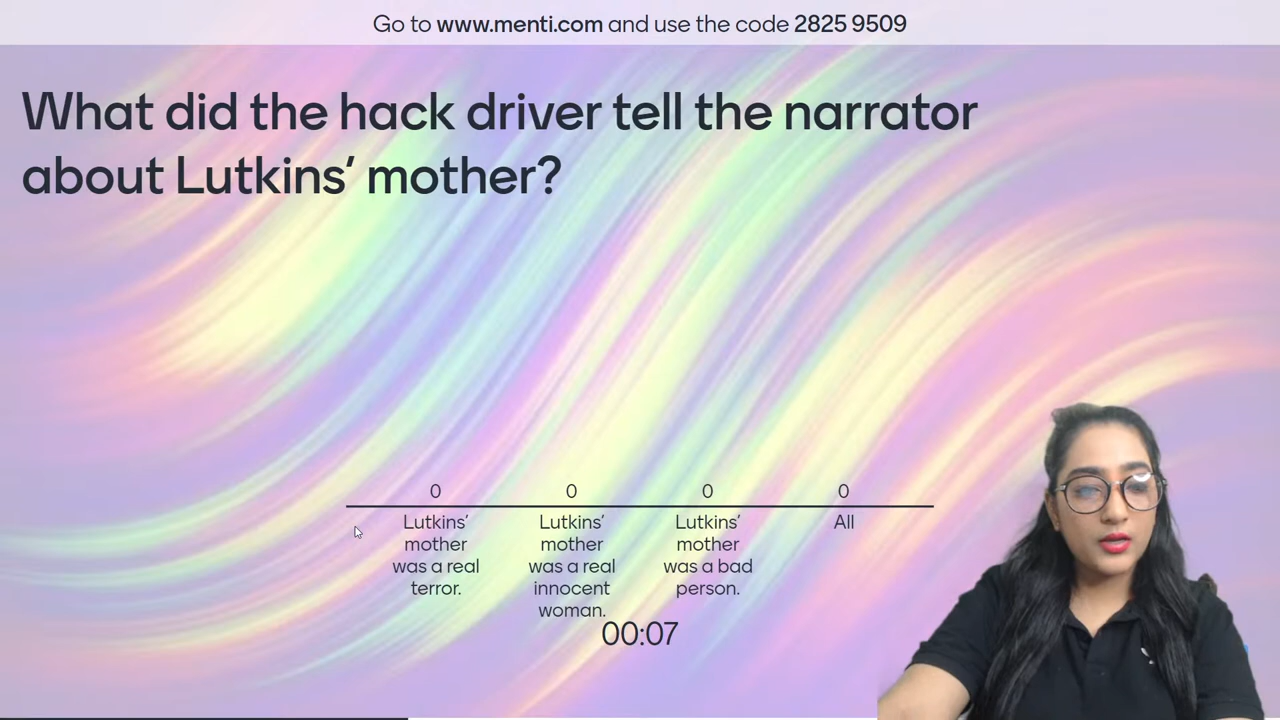 Go to www.menti.com and use the code 2825 9509
What did the hack driver tell the narrator
about Lutkins’ mother?
0
0
0
0
Lutkins’
mother
was a real
terror.
Lutkins’
mother
was a real
innocent
woman.
Lutkins’
mother
was a bad
person.
All
00:07